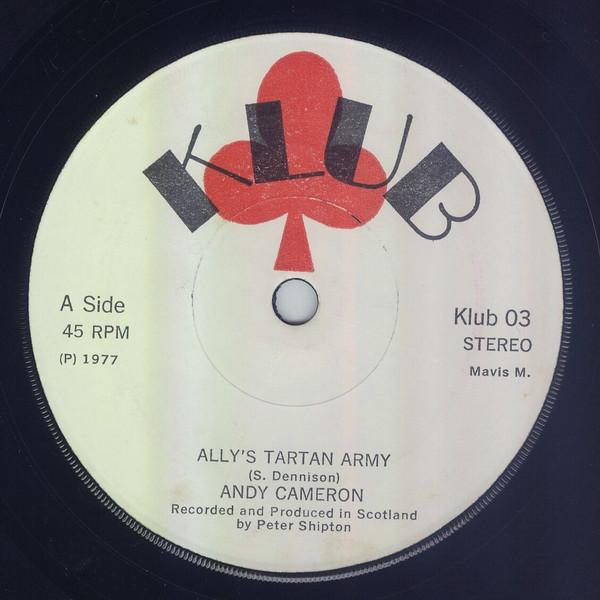 KLUB
A Side
45 RPM
(P) 1977
Klub 03
STEREO
Mavis M.
ALLY'S TARTAN ARMY
(S. Dennison)
ANDY CAMERON
Recorded and Produced in Scotland
by Peter Shipton